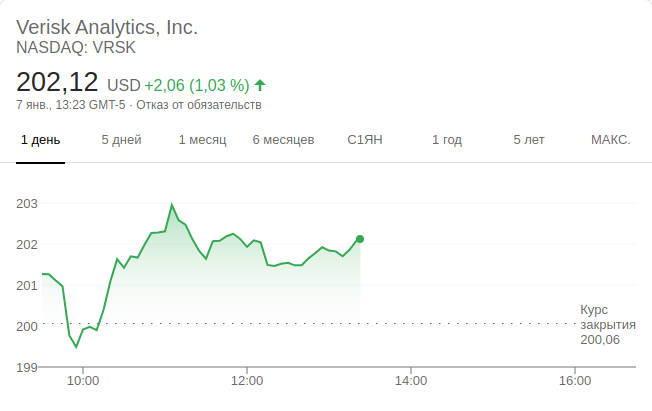 Verisk Analytics, Inc.
NASDAQ: VRSK
202,12 USD +2,06 (1,03 %)
7 янв., 13:23 GMT-5 · Отказ от обязательств
1 день 5 дней 1 месяц 6 месяцев С1ЯН 1 год 5 лет МАКС.
203
202
201
200
199
Курс
закрытия
200,06
10:00 12:00 14:00 16:00